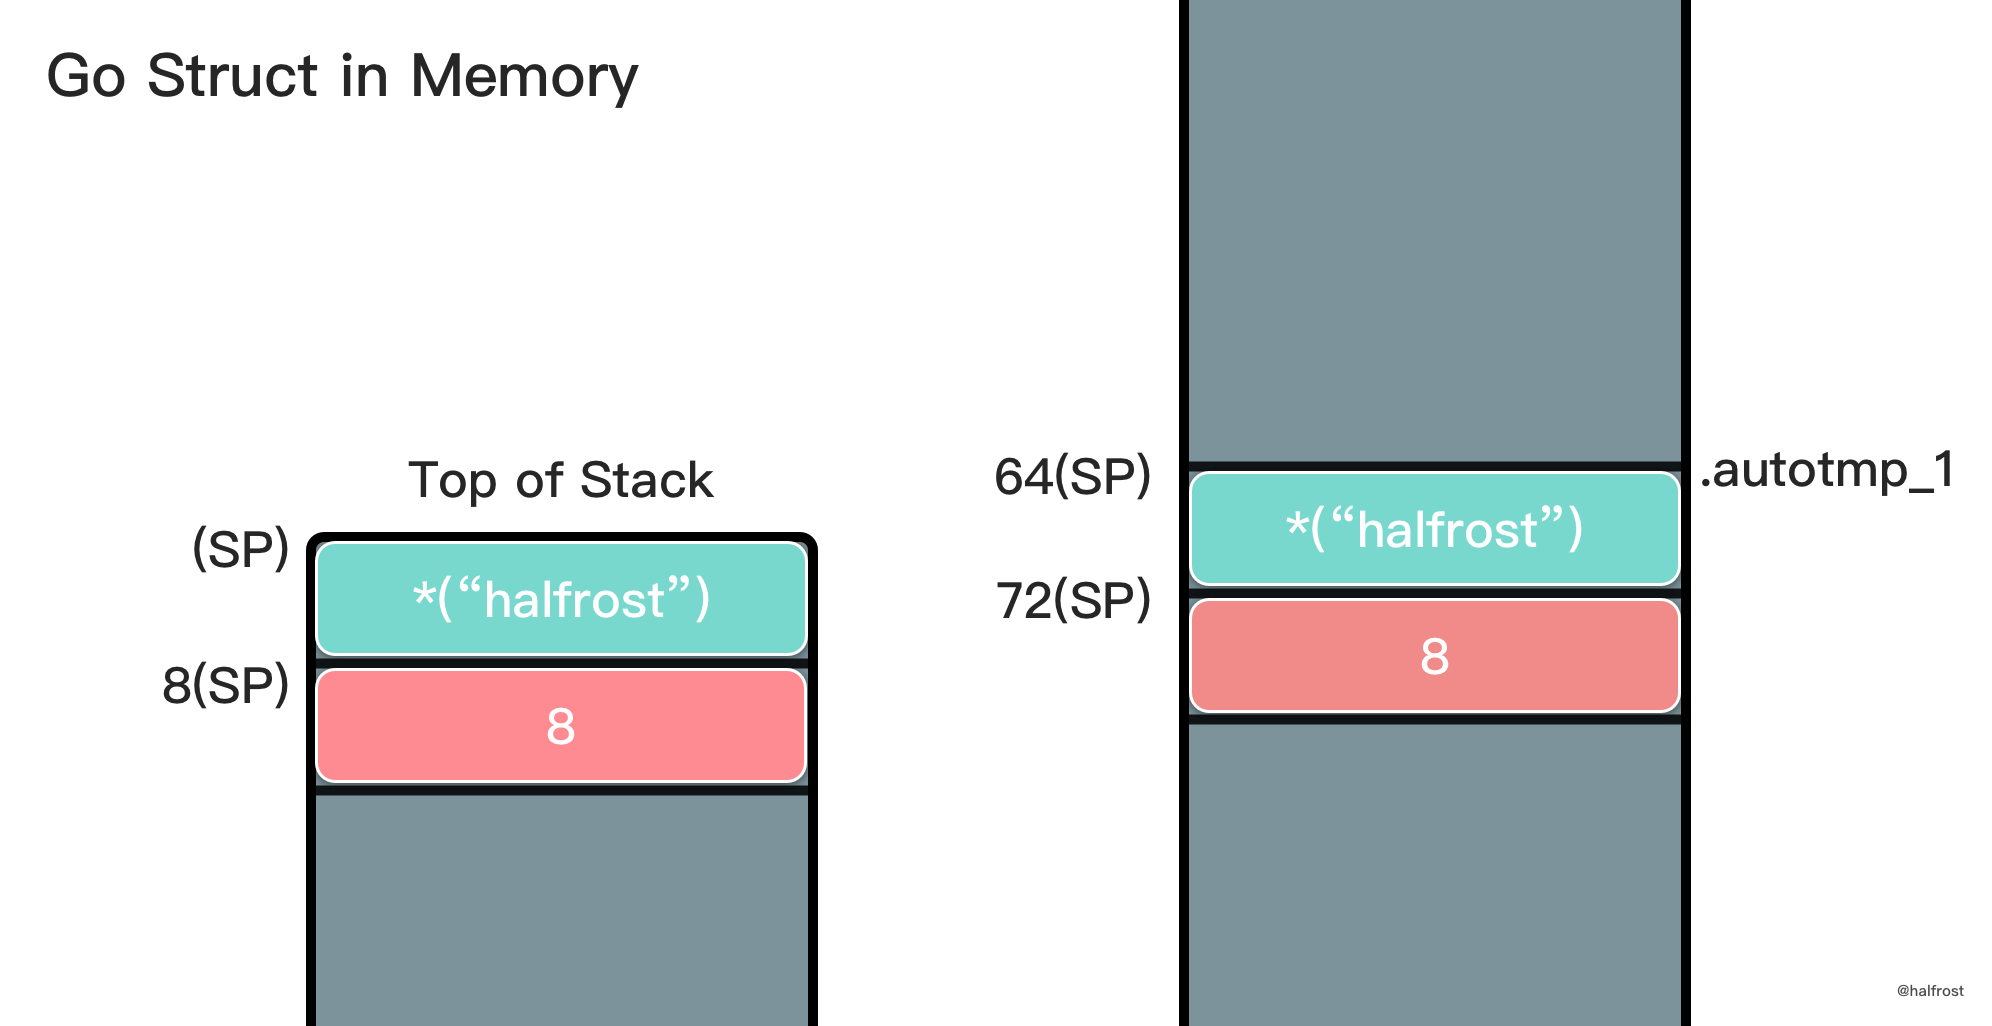 Go Struct in Memory
Top of Stack
(SP)
*(“halfrost”)
8(SP)
8
64(SP)
.autotmp_1
*(“halfrost”)
72(SP)
8
@halfrost